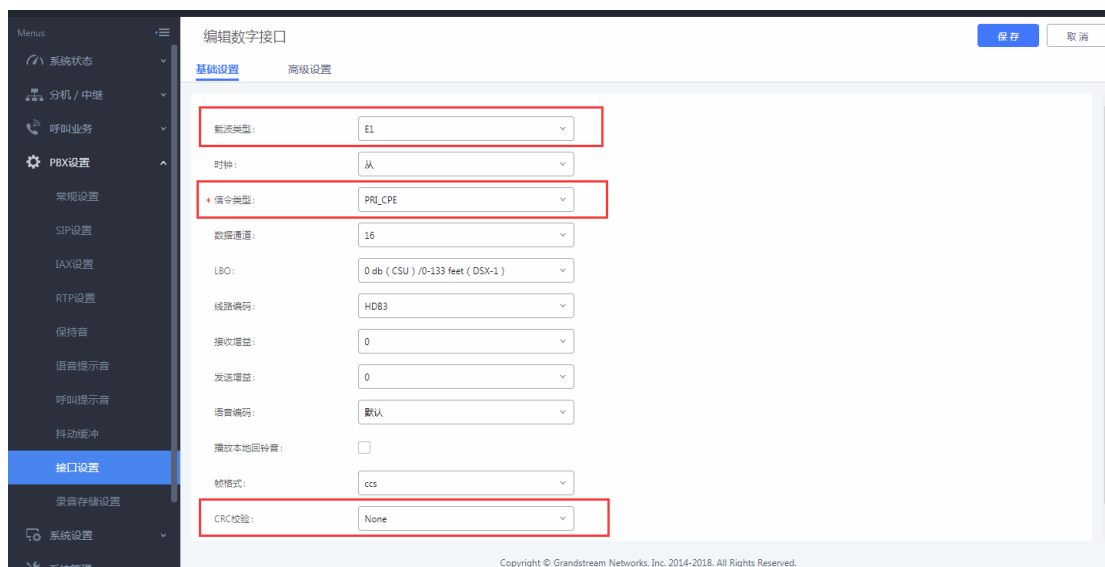 Menus
系统状态
分机 / 中继
呼叫业务
PBX设置
常规设置
SIP设置
IAX设置
RTP设置
保持音
语音提示音
呼叫提示音
抖动缓冲
接口设置
录音存储设置
系统设置
编辑数字接口
保存
取消
基础设置
高级设置
载波类型:
E1
时钟:
从
* 信令类型:
PRI_CPE
数据通道:
16
LBO:
0 db ( CSU ) /0-133 feet ( DSX-1 )
线路编码:
HDB3
接收增益:
0
发送增益:
0
语音编码:
默认
播放本地回铃音:
帧格式:
ccs
CRC校验:
None
Copyright © Grandstream Networks, Inc. 2014-2018. All Rights Reserved.